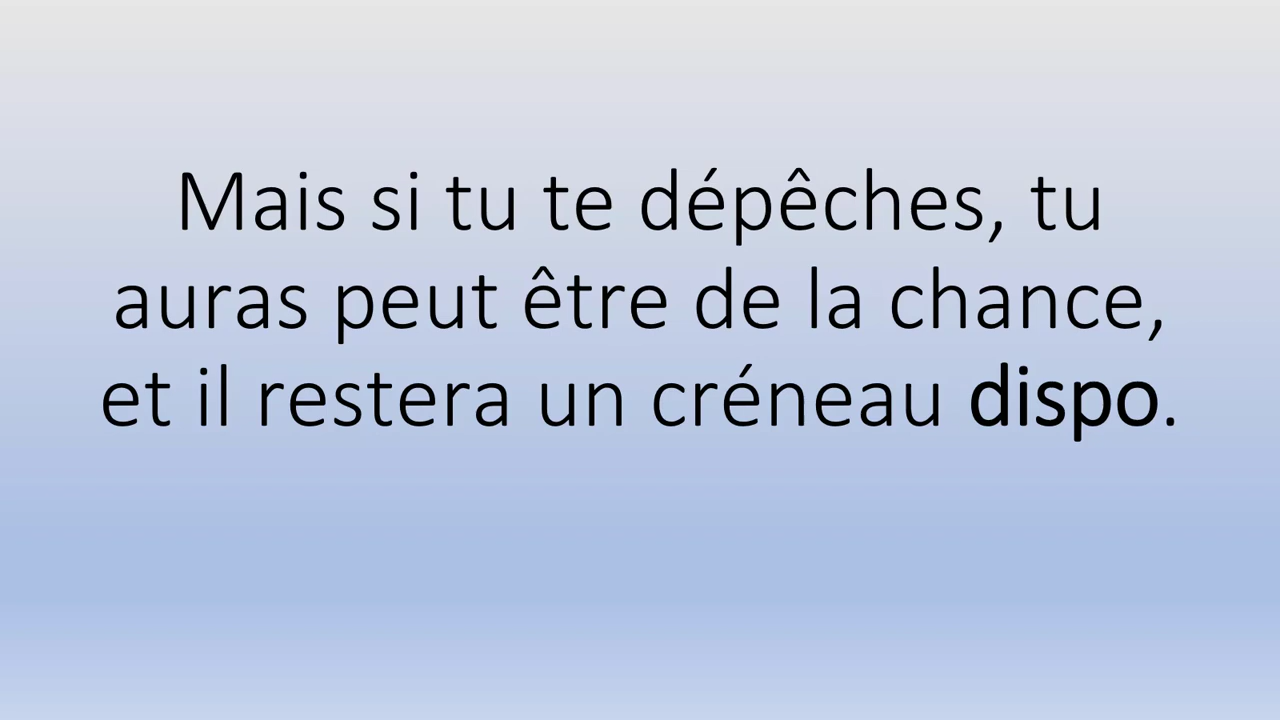 Mais si tu te dépêches, tu
auras peut être de la chance,
et il restera un créneau dispo.